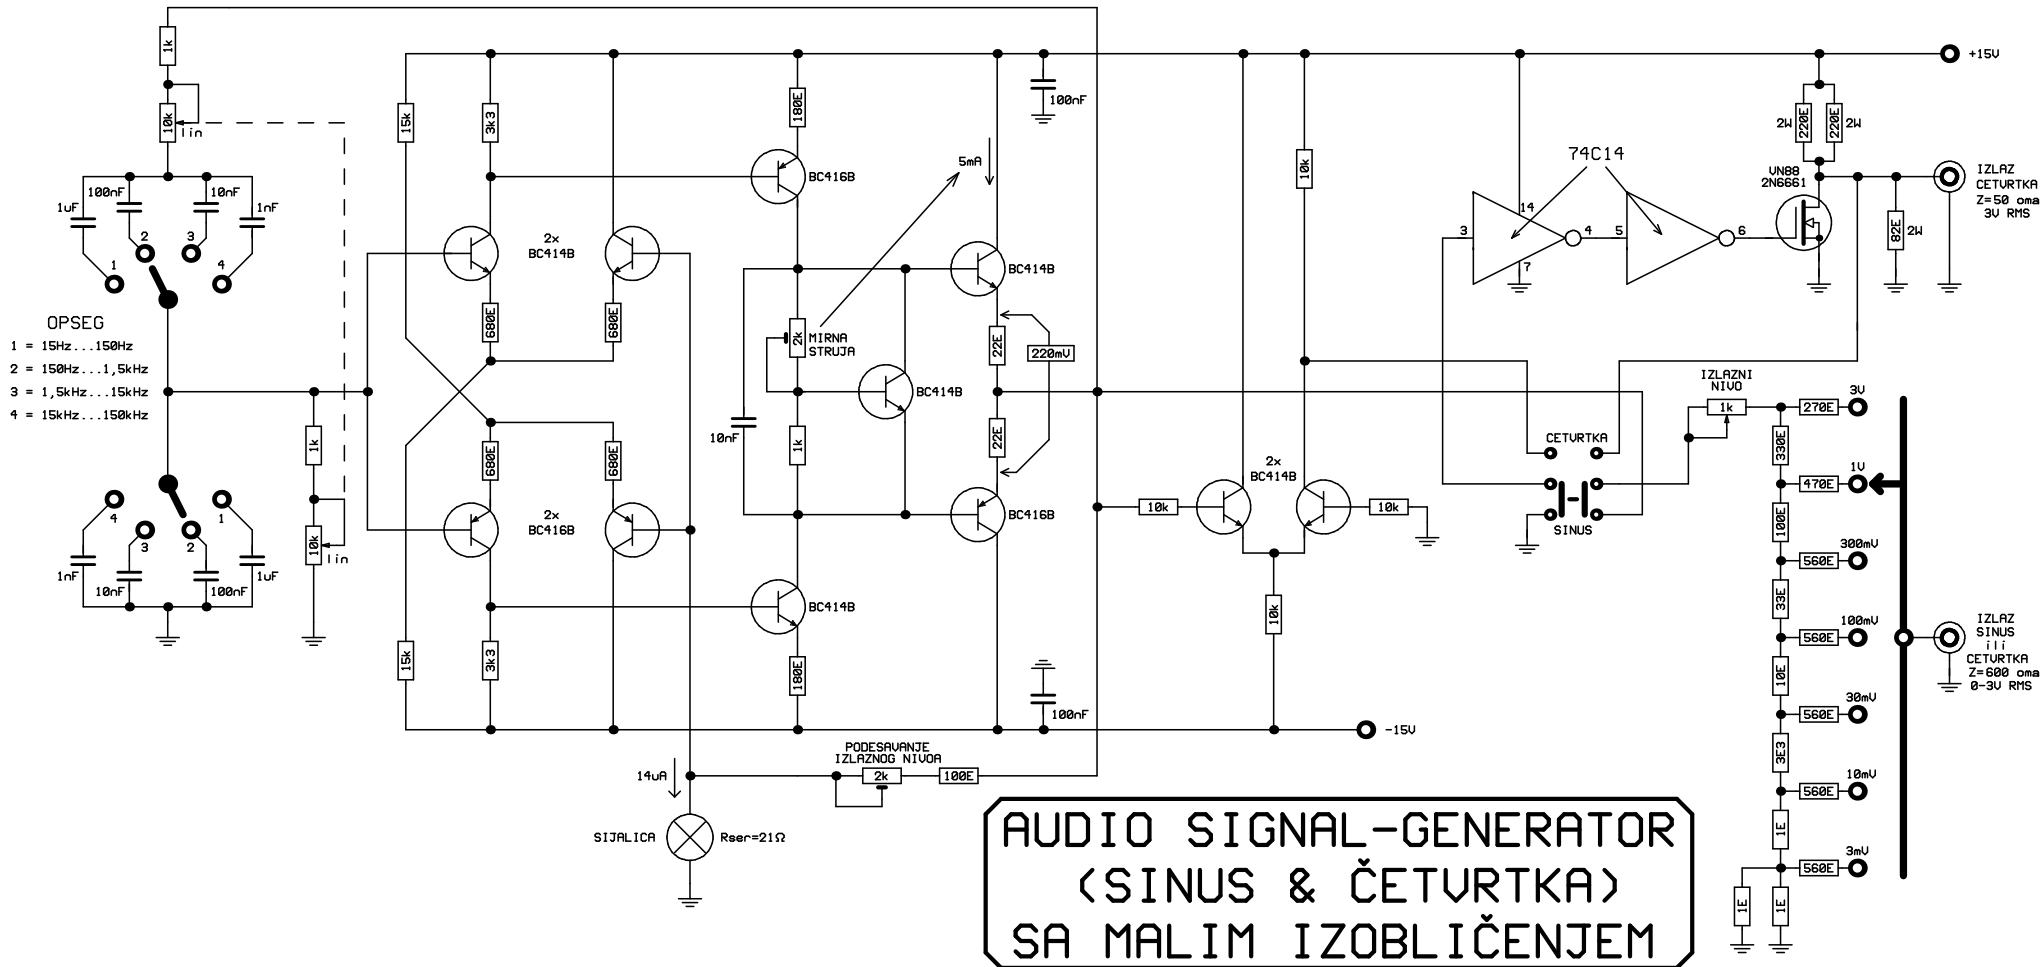 1k
10k
lin
100nF
10nF
1uF
1nF
2
3
1
4
OPSEG
1 = 15Hz...150Hz
2 = 150Hz...1,5kHz
3 = 1,5kHz...15kHz
4 = 15kHz...150kHz
1k
10k
lin
4
1
3
2
1nF
10nF
100nF
1uF
15k
3k3
2x
BC414B
680E
680E
680E
680E
2x
BC416B
15k
3k3
180E
BC416B
2k
MIRNA
STRUJA
BC414B
10nF
1k
BC414B
180E
5mA
100nF
BC414B
22E
220mV
22E
BC416B
100nF
-15V
14uA
PODESAVANJE
IZLAZNOG NIVOA
2k
100E
SIJALICA
Rser=21Ω
10k
10k
2x
BC414B
10k
10k
+15V
74C14
14
3
4
7
5
6
2W
220E
220E
2W
VN88
2N6661
82E
2W
IZLAZ
CETVRTKA
Z=50 oma
3V RMS
CETVRTKA
SINUS
IZLAZNI
NIVO
1k
270E
3V
330E
470E
1V
100E
560E
300mV
33E
560E
100mV
10E
560E
30mV
3E3
560E
10mV
1E
560E
3mV
1E
1E
IZLAZ
SINUS
ili
CETVRTKA
Z=600 oma
0-3V RMS
AUDIO SIGNAL-GENERATOR
(SINUS & ČETVRTKA)
SA MALIM IZOBLIČENJEM